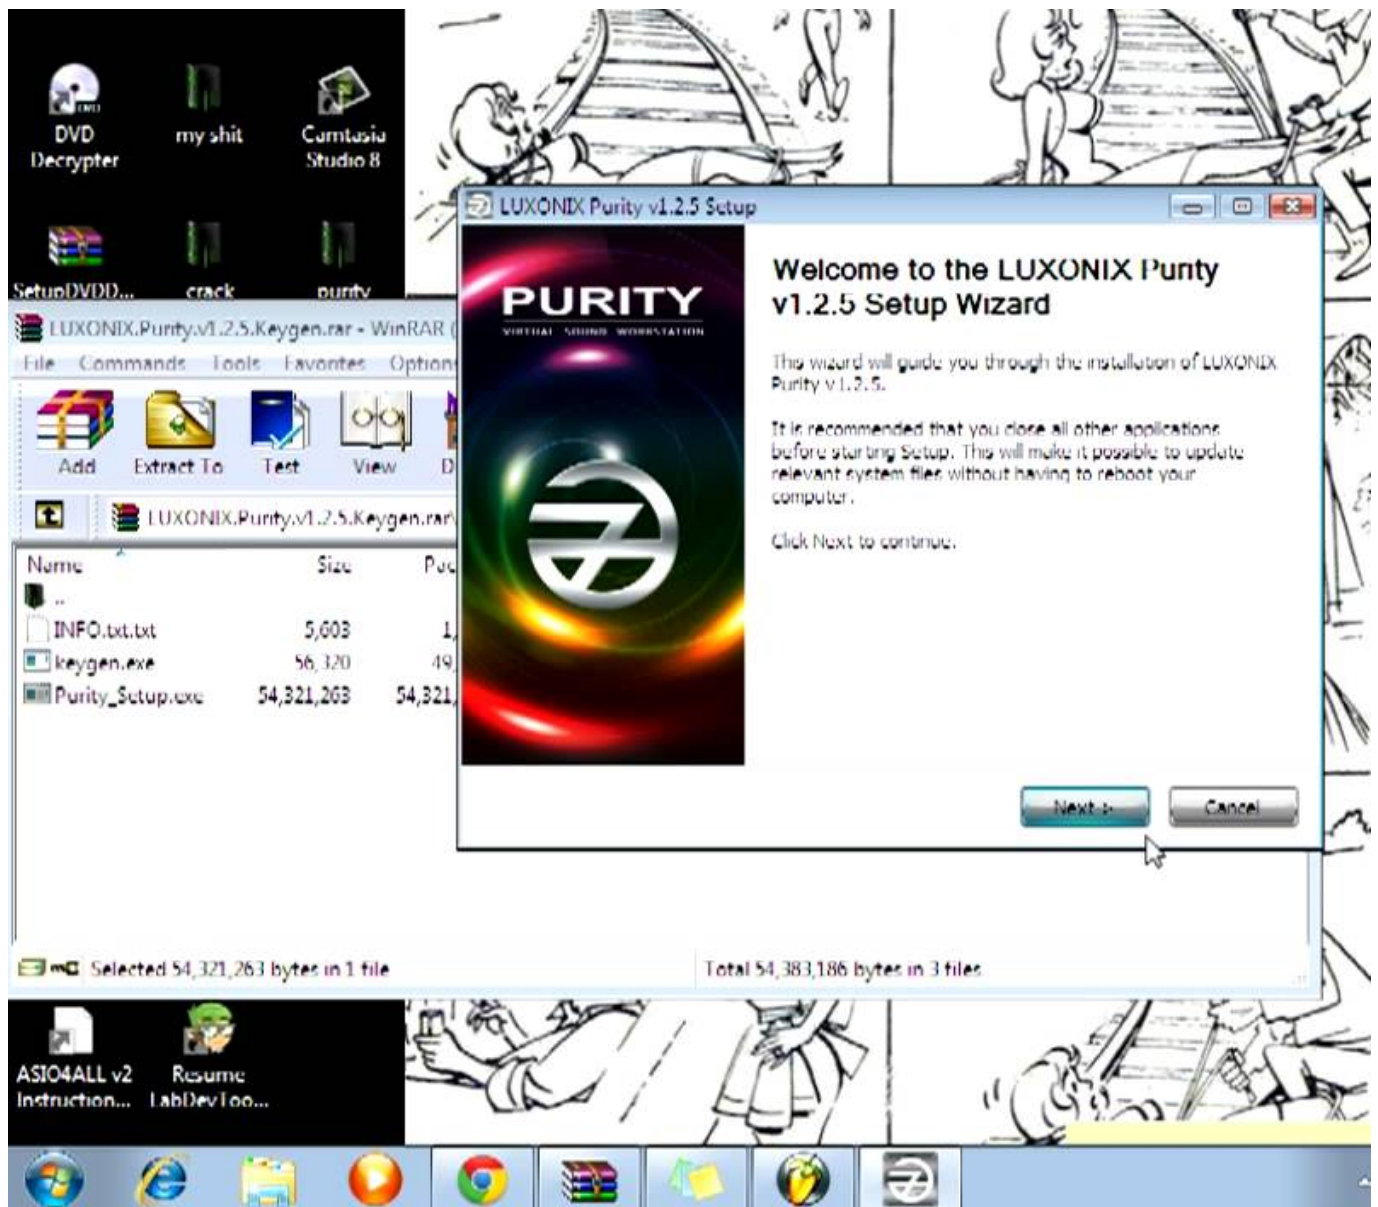 DVD
Decrypter
my shit
Camtasia
Studio 8
SetupDVDD...
crack
purity
LUXONIX.Purity.v1.2.5.Keygen.rar - WinRAR (
File Commands Tools Favorites Option
Add Extract To Test View D
LUXONIX.Purity.v1.2.5.Keygen.rar\
Name Size Pac
..
INFO.txt.txt 5,603 1,
keygen.exe 56,320 49,
Purity_Setup.exe 54,321,263 54,321,
Selected 54,321,263 bytes in 1 file
Total 54,383,186 bytes in 3 files
LUXONIX Purity v1.2.5 Setup
PURITY
VIRTUAL SOUND WORKSTATION
Welcome to the LUXONIX Purity
v1.2.5 Setup Wizard
This wizard will guide you through the installation of LUXONIX
Purity v1.2.5.
It is recommended that you close all other applications
before starting Setup. This will make it possible to update
relevant system files without having to reboot your
computer.
Click Next to continue.
Next >
Cancel
ASIO4ALL v2
Instruction...
Resume
LabDevToo...